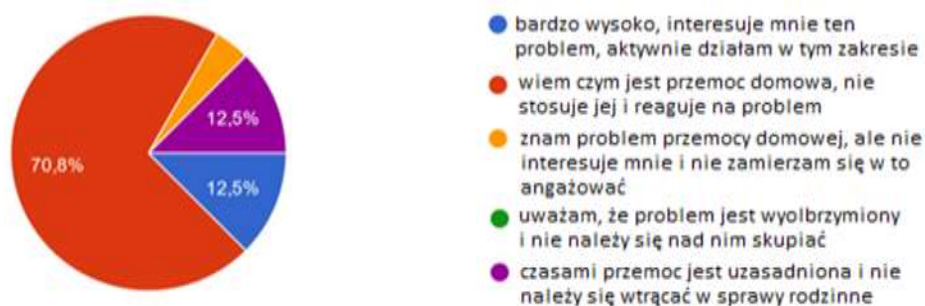 70,8%
12,5%
12,5%
bardzo wysoko, interesuje mnie ten
problem, aktywnie działam w tym zakresie
wiem czym jest przemoc domowa, nie
stosuje jej i reaguje na problem
znam problem przemocy domowej, ale nie
interesuje mnie i nie zamierzam się w to
angażować
uważam, że problem jest wyolbrzymiony
i nie należy się nad nim skupiać
czasami przemoc jest uzasadniona i nie
należy się wtrącać w sprawy rodzinne